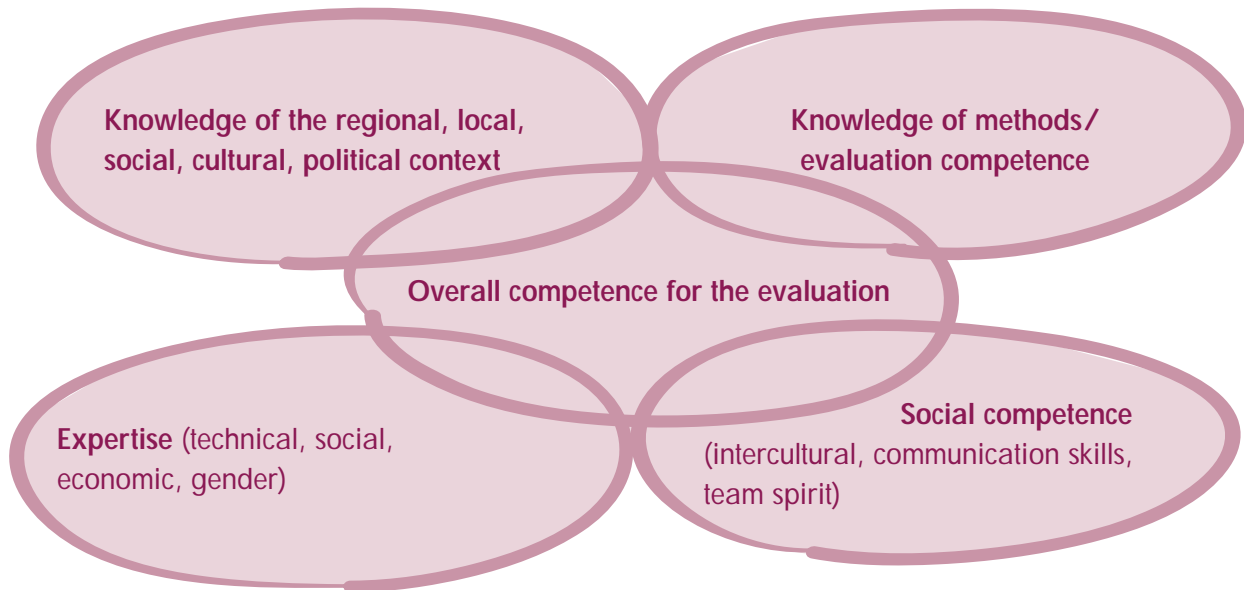 Knowledge of the regional, local,
social, cultural, political context
Knowledge of methods/
evaluation competence
Overall competence for the evaluation
Expertise (technical, social,
economic, gender)
Social competence
(intercultural, communication skills,
team spirit)